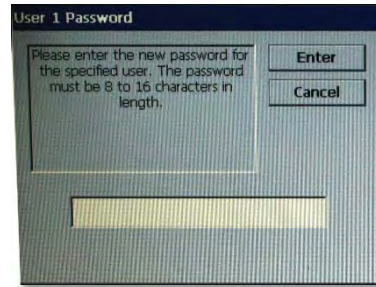 User 1 Password
Please enter the new password for
the specified user. The password
must be 8 to 16 characters in
length.
Enter
Cancel